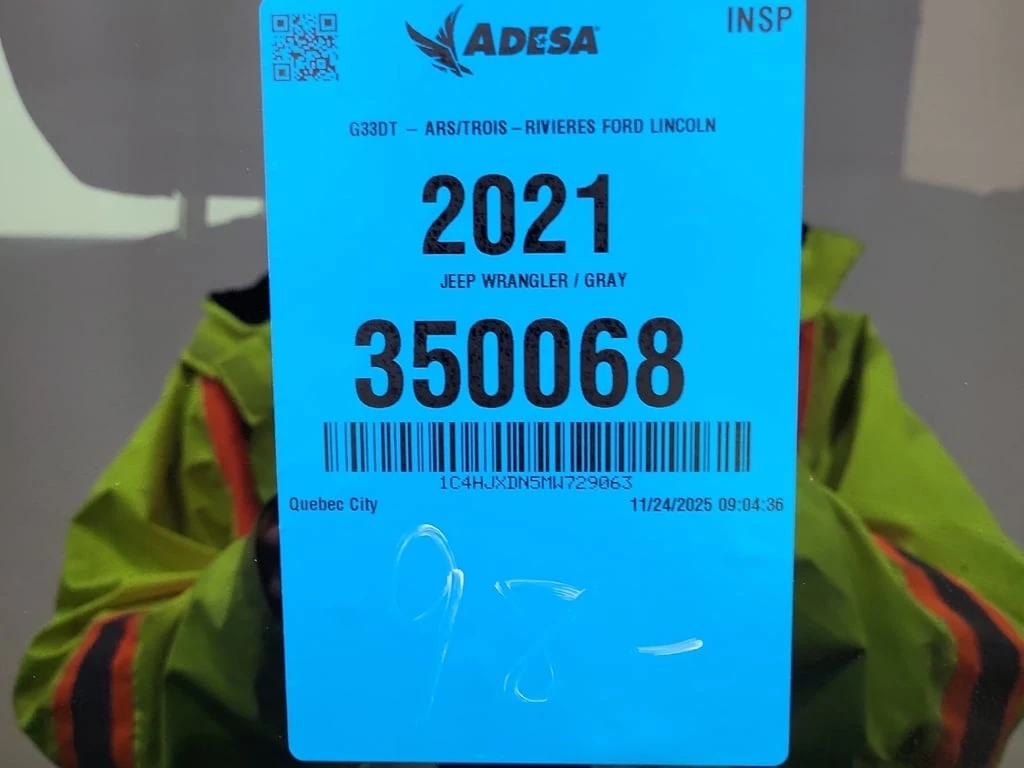 ADESA
INSP
G33DT - ARS/TROIS-RIVIERES FORD LINCOLN
2021
JEEP WRANGLER / GRAY
350068
1C4HJXDN5MW729063
Quebec City
11/24/2025 09:04:36
98-